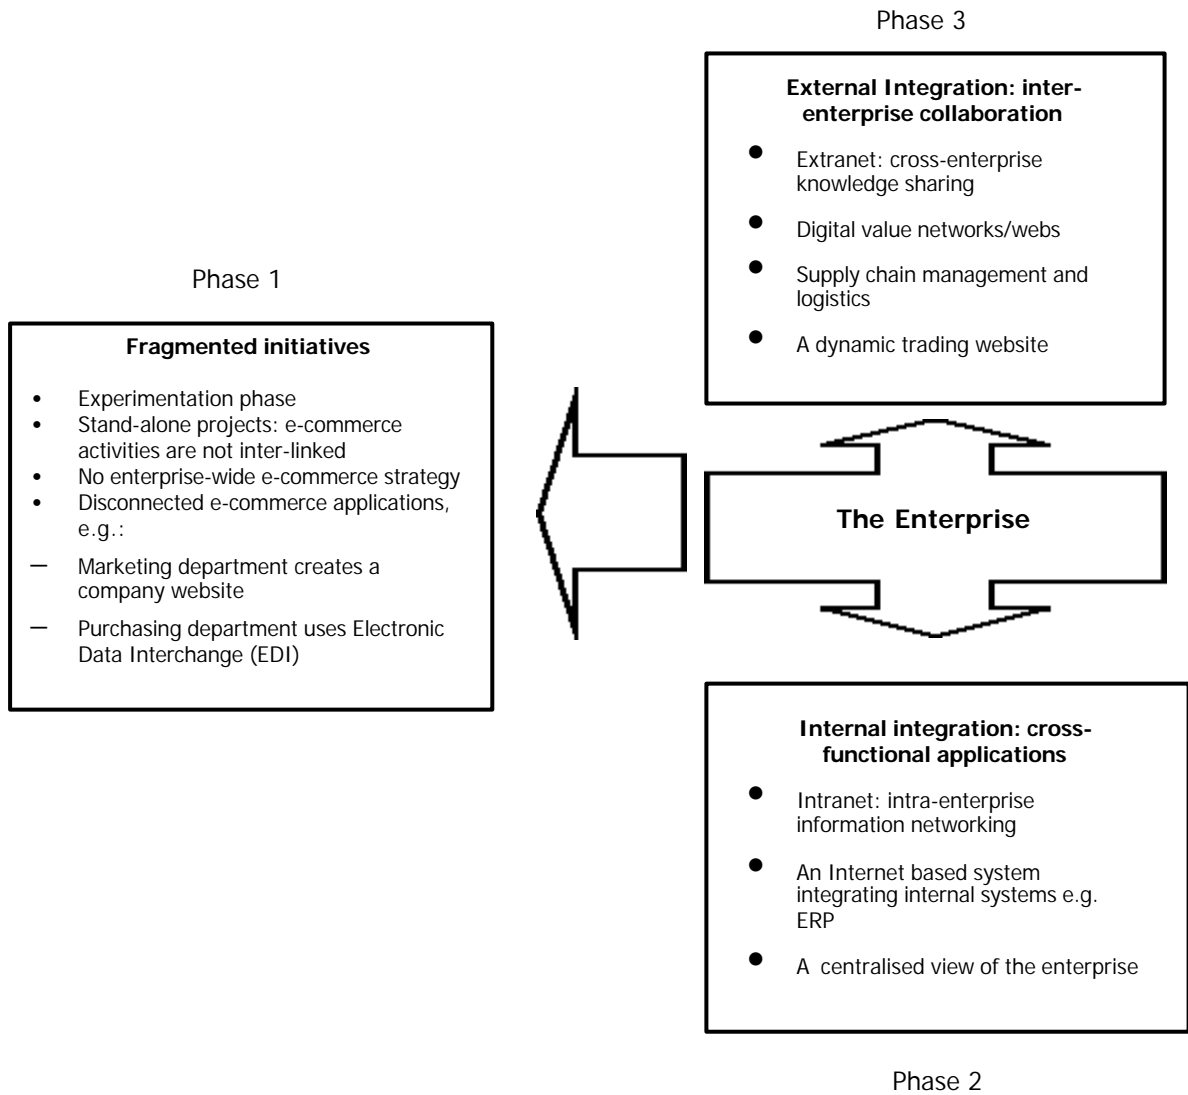 Phase 3
External Integration: inter-
enterprise collaboration
● Extranet: cross-enterprise
knowledge sharing
● Digital value networks/webs
● Supply chain management and
logistics
● A dynamic trading website
Phase 1
Fragmented initiatives
• Experimentation phase
• Stand-alone projects: e-commerce
activities are not inter-linked
• No enterprise-wide e-commerce strategy
• Disconnected e-commerce applications,
e.g.:
— Marketing department creates a
company website
— Purchasing department uses Electronic
Data Interchange (EDI)
The Enterprise
Internal integration: cross-
functional applications
● Intranet: intra-enterprise
information networking
● An Internet based system
integrating internal systems e.g.
ERP
● A centralised view of the enterprise
Phase 2